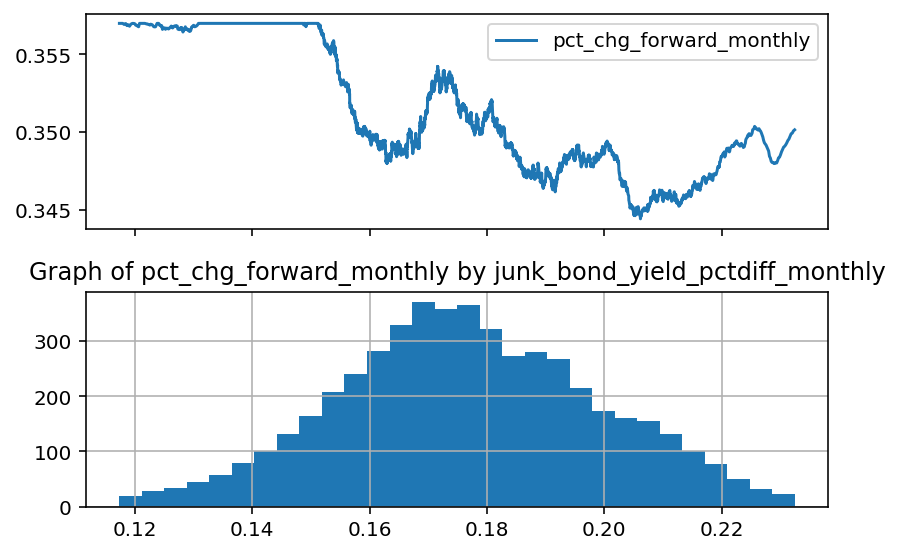 pct_chg_forward_monthly
0.355
0.350
0.345
Graph of pct_chg_forward_monthly by junk_bond_yield_pctdiff_monthly
300
200
100
0
0.12 0.14 0.16 0.18 0.20 0.22